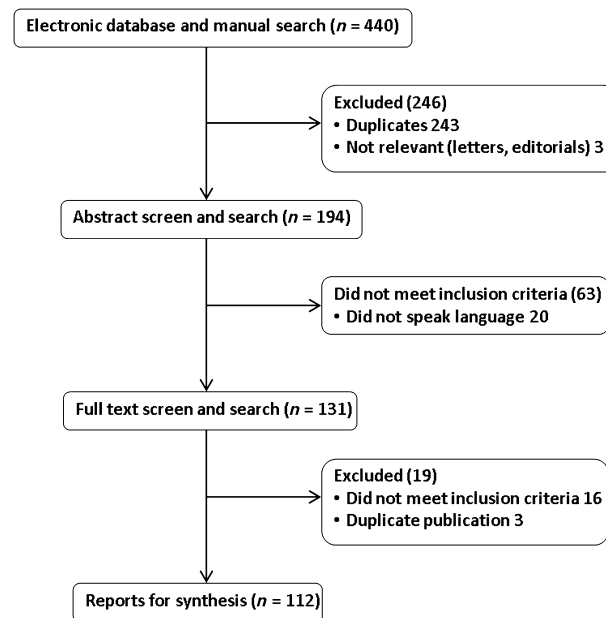 Electronic database and manual search (n = 440)
Excluded (246)
• Duplicates 243
• Not relevant (letters, editorials) 3
Abstract screen and search (n = 194)
Did not meet inclusion criteria (63)
• Did not speak language 20
Full text screen and search (n = 131)
Excluded (19)
• Did not meet inclusion criteria 16
• Duplicate publication 3
Reports for synthesis (n = 112)